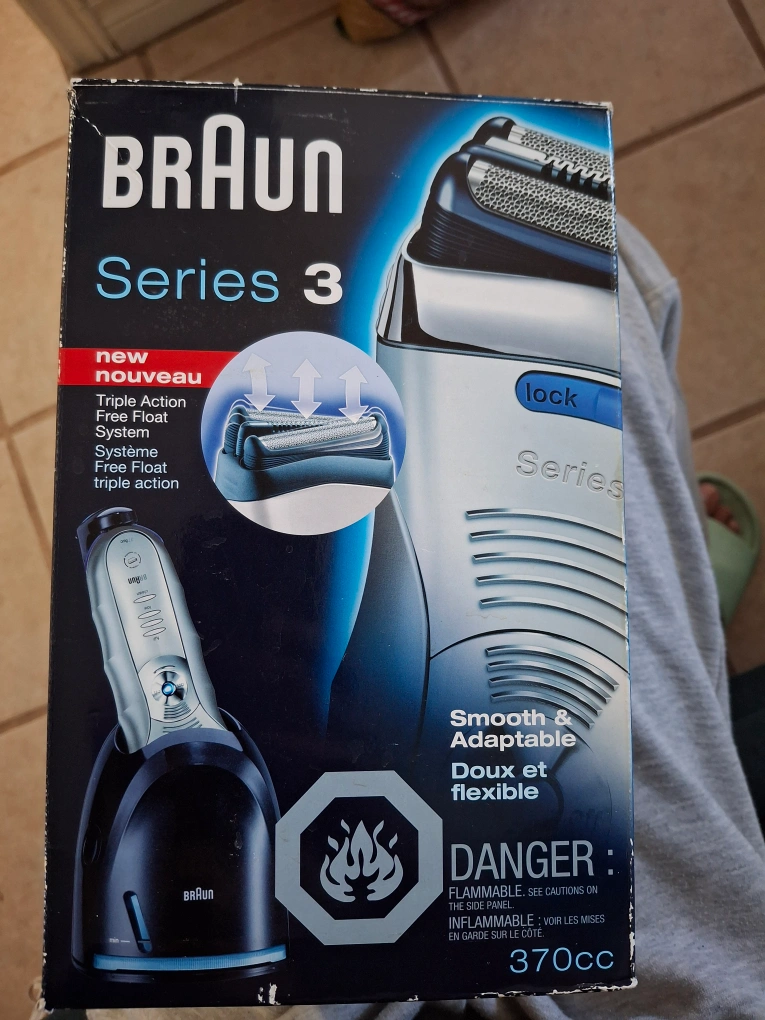 BRAUN
Series 3
new
nouveau
Triple Action
Free Float
System
Système
Free Float
triple action
lock
Series
BRAUN
Smooth &
Adaptable
Doux et
flexible
BRAUN
min
DANGER :
FLAMMABLE. SEE CAUTIONS ON
THE SIDE PANEL.
INFLAMMABLE : VOIR LES MISES
EN GARDE SUR LE CÔTÉ.
370cc